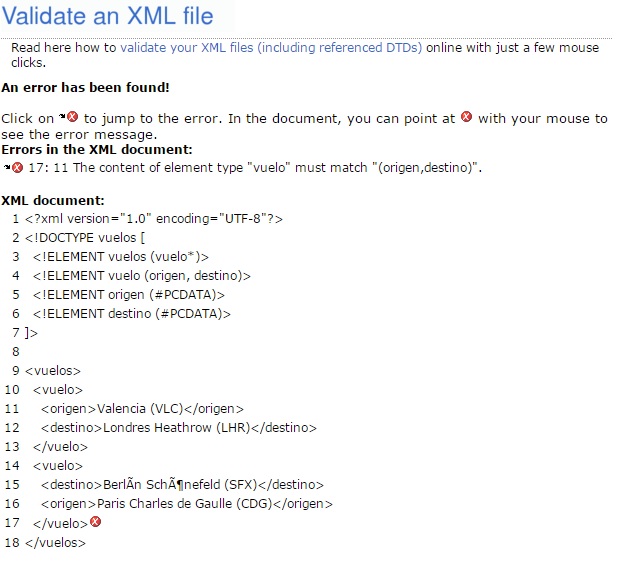 Validate an XML file
Read here how to validate your XML files (including referenced DTDs) online with just a few mouse
clicks.
An error has been found!
Click on to jump to the error. In the document, you can point at with your mouse to
see the error message.
Errors in the XML document:
17: 11 The content of element type "vuelo" must match "(origen,destino)".
XML document:
1 <?xml version="1.0" encoding="UTF-8"?>
2 <!DOCTYPE vuelos [
3 <!ELEMENT vuelos (vuelo*)>
4 <!ELEMENT vuelo (origen, destino)>
5 <!ELEMENT origen (#PCDATA)>
6 <!ELEMENT destino (#PCDATA)>
7 ]>
8
9 <vuelos>
10 <vuelo>
11 <origen>Valencia (VLC)</origen>
12 <destino>Londres Heathrow (LHR)</destino>
13 </vuelo>
14 <vuelo>
15 <destino>BerlÃ­n SchÃ¶nefeld (SFX)</destino>
16 <origen>Paris Charles de Gaulle (CDG)</origen>
17 </vuelo>
18 </vuelos>